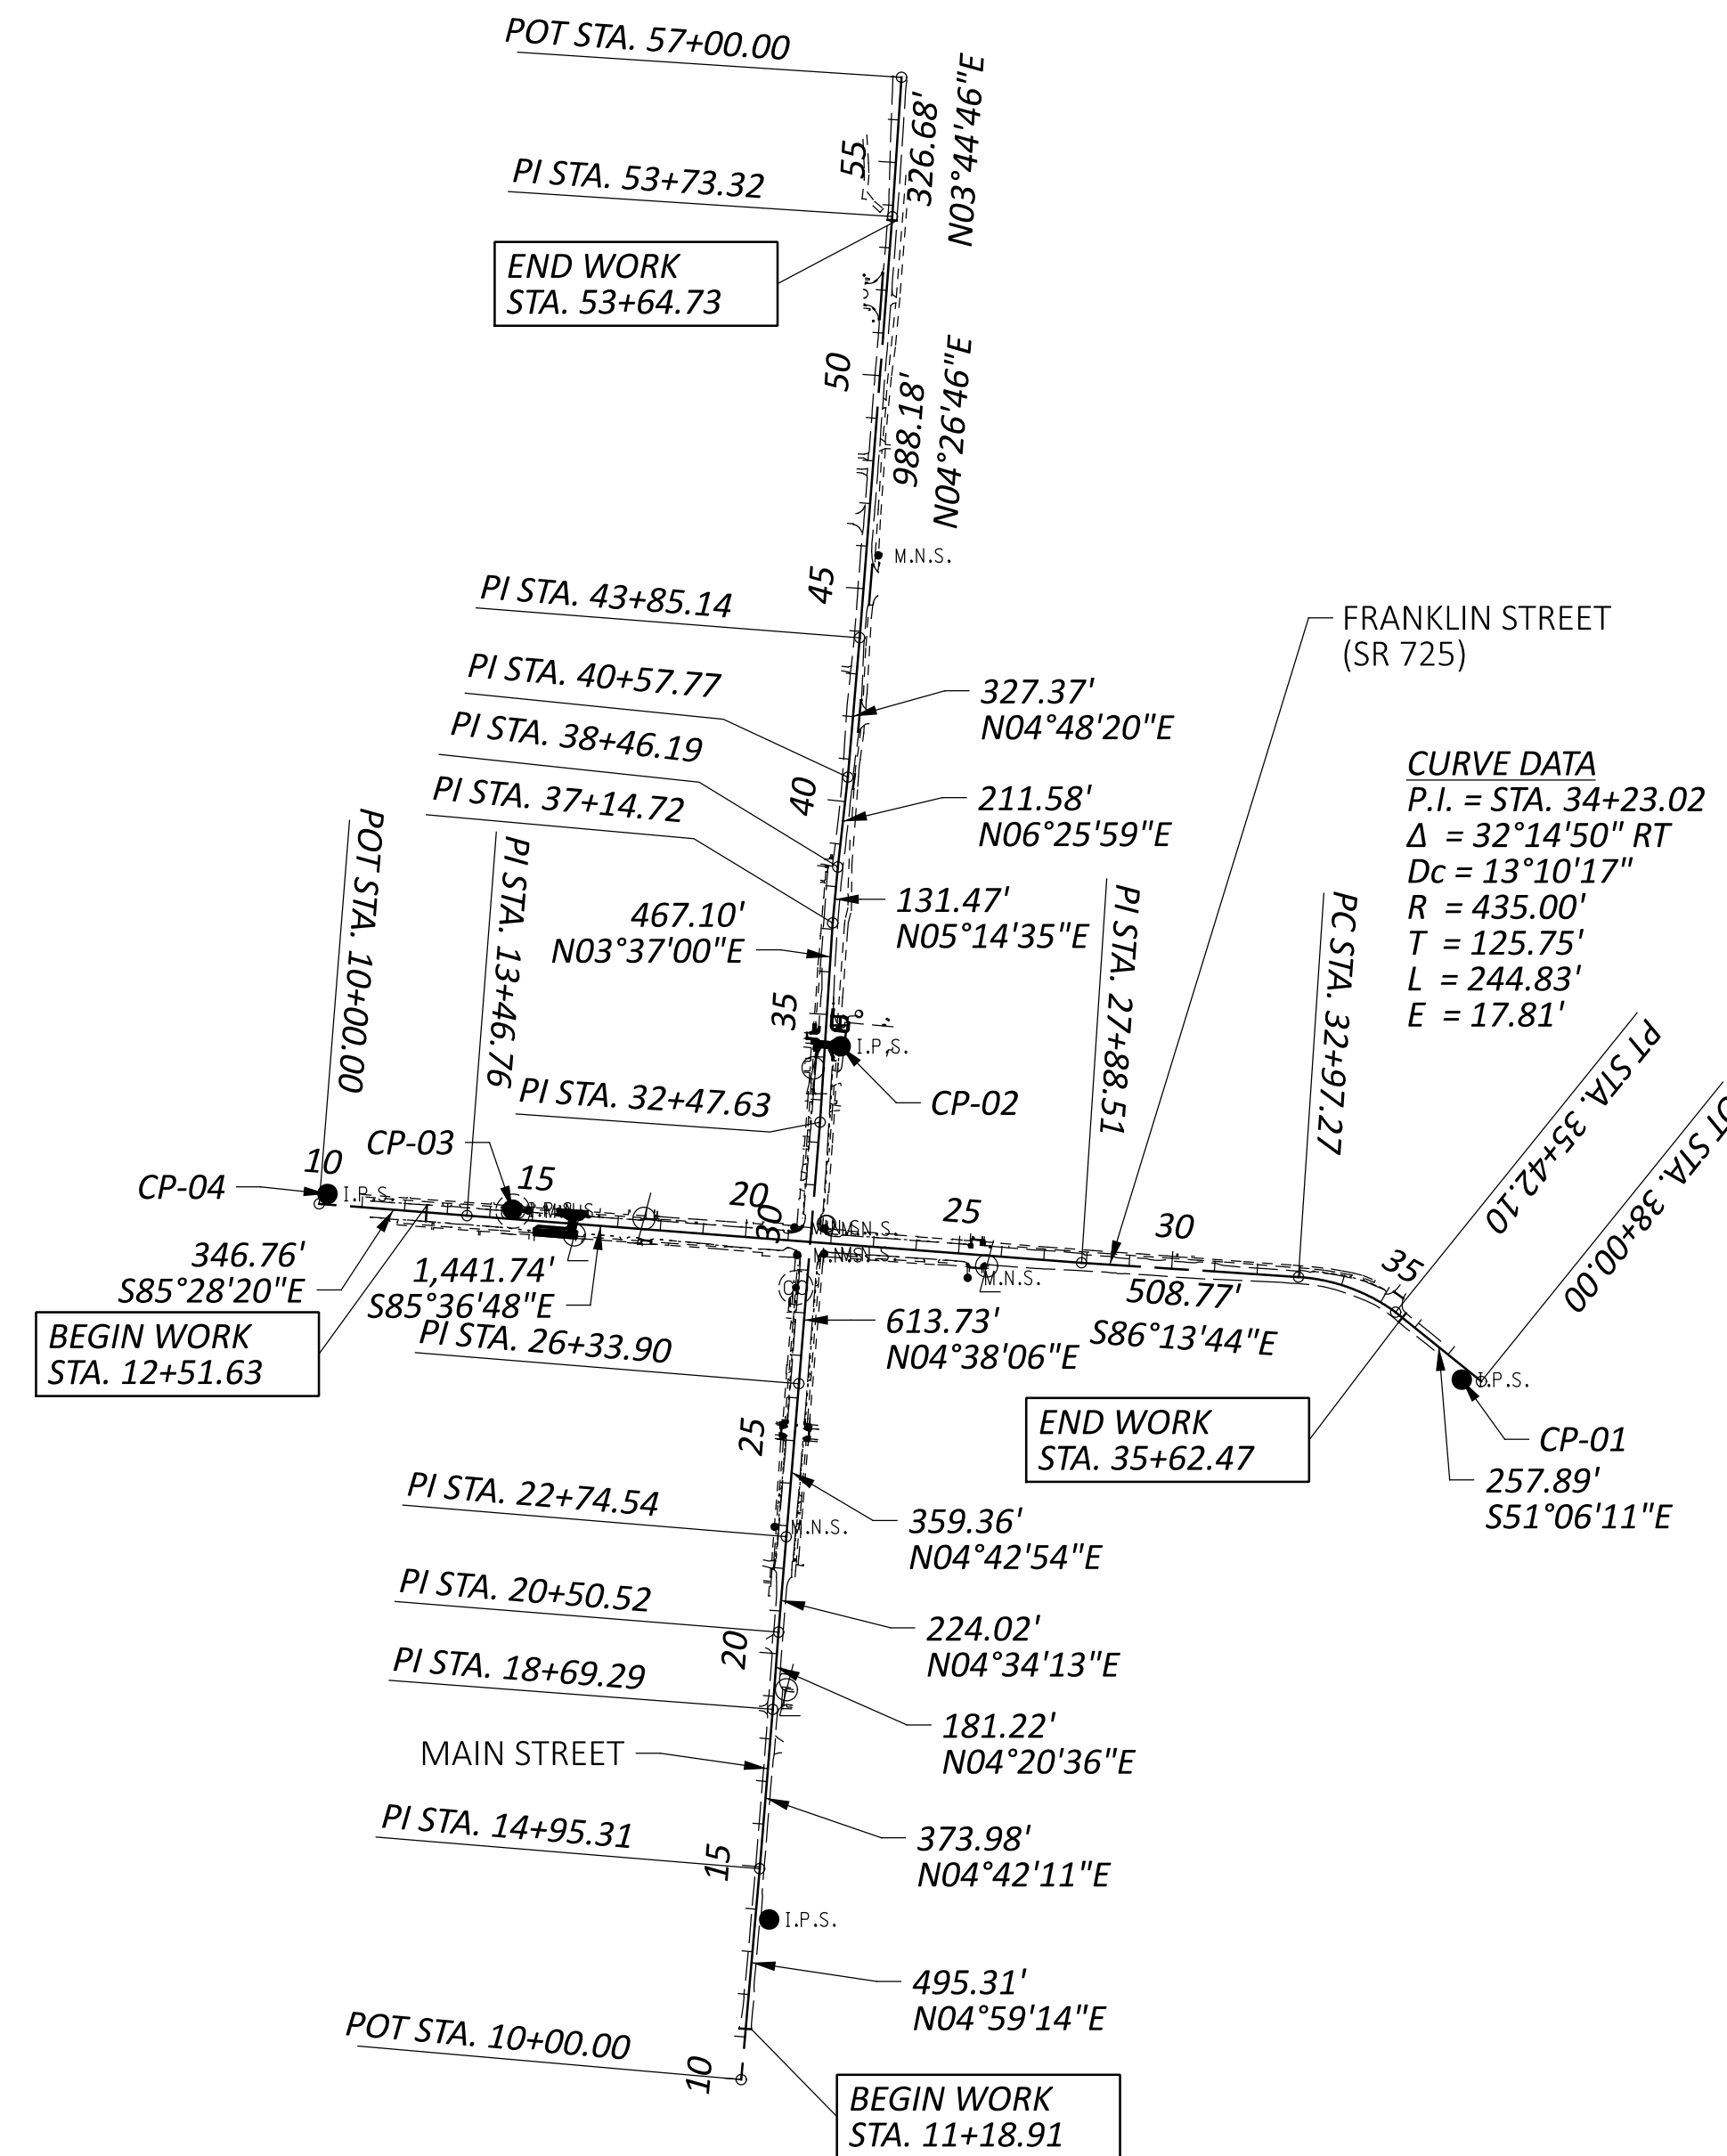 POT STA. 57+00.00
326.68'
N03°44'46"E
55
PI STA. 53+73.32
END WORK
STA. 53+64.73
50
988.18'
N04°26'46"E
M.N.S.
45
PI STA. 43+85.14
FRANKLIN STREET
(SR 725)
PI STA. 40+57.77
327.37'
N04°48'20"E
PI STA. 38+46.19
CURVE DATA
P.I. = STA. 34+23.02
Δ = 32°14'50" RT
Dc = 13°10'17"
R = 435.00'
T = 125.75'
L = 244.83'
E = 17.81'
40
PI STA. 37+14.72
211.58'
N06°25'59"E
POT STA. 10+00.00
PI STA. 13+46.76
467.10'
N03°37'00"E
131.47'
N05°14'35"E
PI STA. 27+88.51
PC STA. 32+97.27
PT STA. 35+42.10
STA. 38+00.00
35
I.P.S.
CP-02
PI STA. 32+47.63
CP-03
10
CP-04
I.P.S.
15
20
30
25
30
35
M.N.S.
M.N.S.
346.76'
S85°28'20"E
1,441.74'
S85°36'48"E
508.77'
S86°13'44"E
BEGIN WORK
STA. 12+51.63
PI STA. 26+33.90
613.73'
N04°38'06"E
I.P.S.
CP-01
END WORK
STA. 35+62.47
257.89'
S51°06'11"E
25
PI STA. 22+74.54
M.N.S.
359.36'
N04°42'54"E
PI STA. 20+50.52
224.02'
N04°34'13"E
20
PI STA. 18+69.29
181.22'
N04°20'36"E
MAIN STREET
PI STA. 14+95.31
373.98'
N04°42'11"E
15
I.P.S.
495.31'
N04°59'14"E
POT STA. 10+00.00
10
BEGIN WORK
STA. 11+18.91